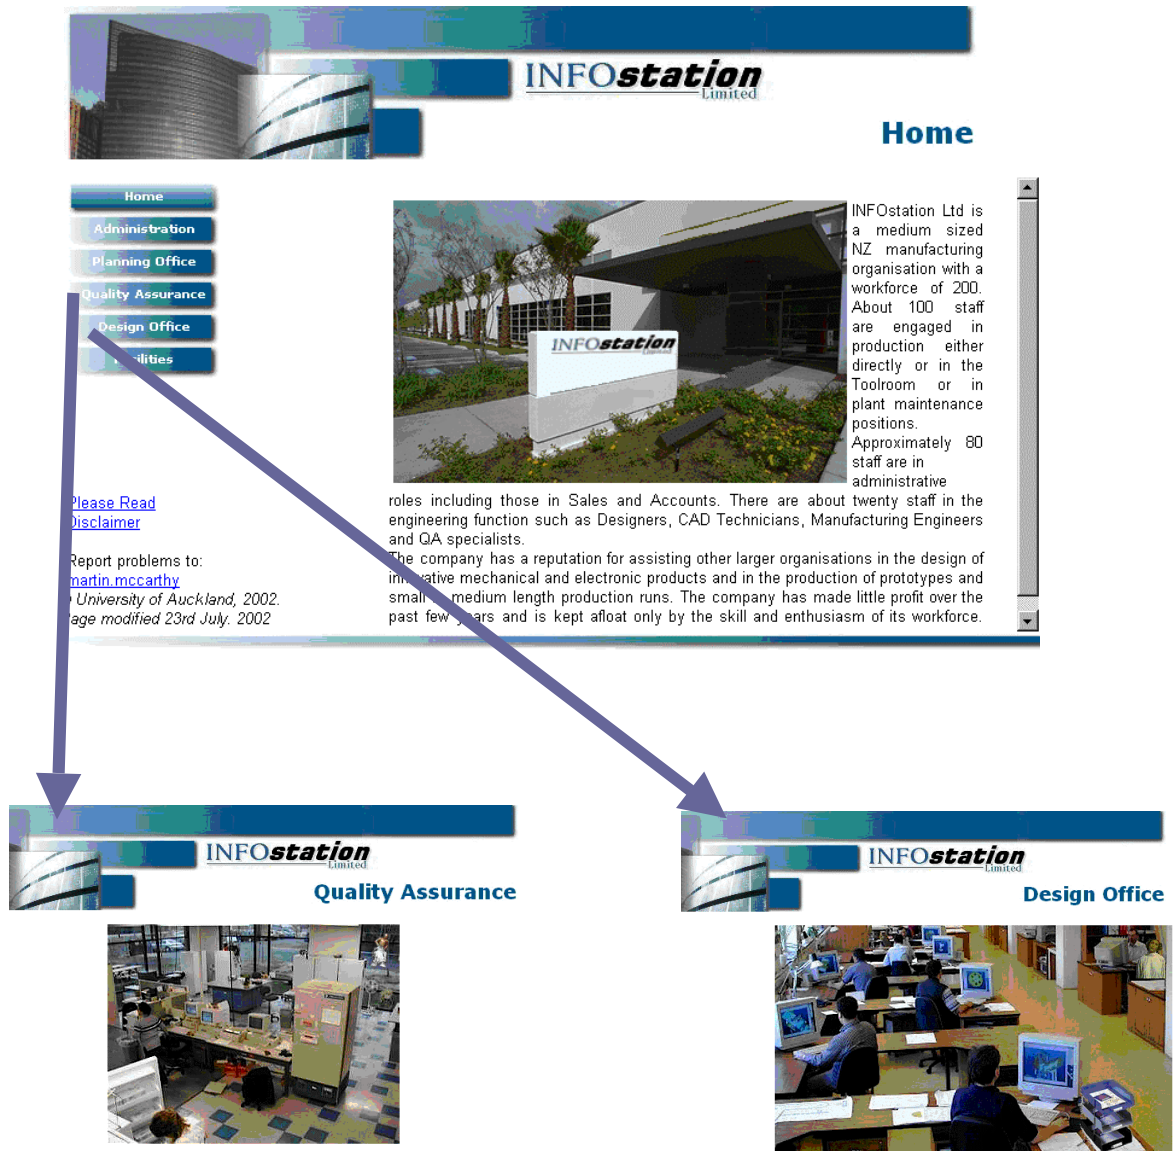 INFOstation
Limited
Home
Home
Administration
Planning Office
Quality Assurance
Design Office
Please Read
Disclaimer
Report problems to:
martin.mccarthy
University of Auckland, 2002.
age modified 23rd July. 2002
INFOstation
Limited
INFOstation Ltd is
a medium sized
NZ manufacturing
organisation with a
workforce of 200.
About 100 staff
are engaged in
production either
directly or in the
Toolroom or in
plant maintenance
positions.
Approximately 80
staff are in
administrative
roles including those in Sales and Accounts. There are about twenty staff in the
engineering function such as Designers, CAD Technicians, Manufacturing Engineers
and QA specialists.
The company has a reputation for assisting other larger organisations in the design of
innovative mechanical and electronic products and in the production of prototypes and
small medium length production runs. The company has made little profit over the
past few years and is kept afloat only by the skill and enthusiasm of its workforce.
INFOstation
Limited
Quality Assurance
INFOstation
Limited
Design Office